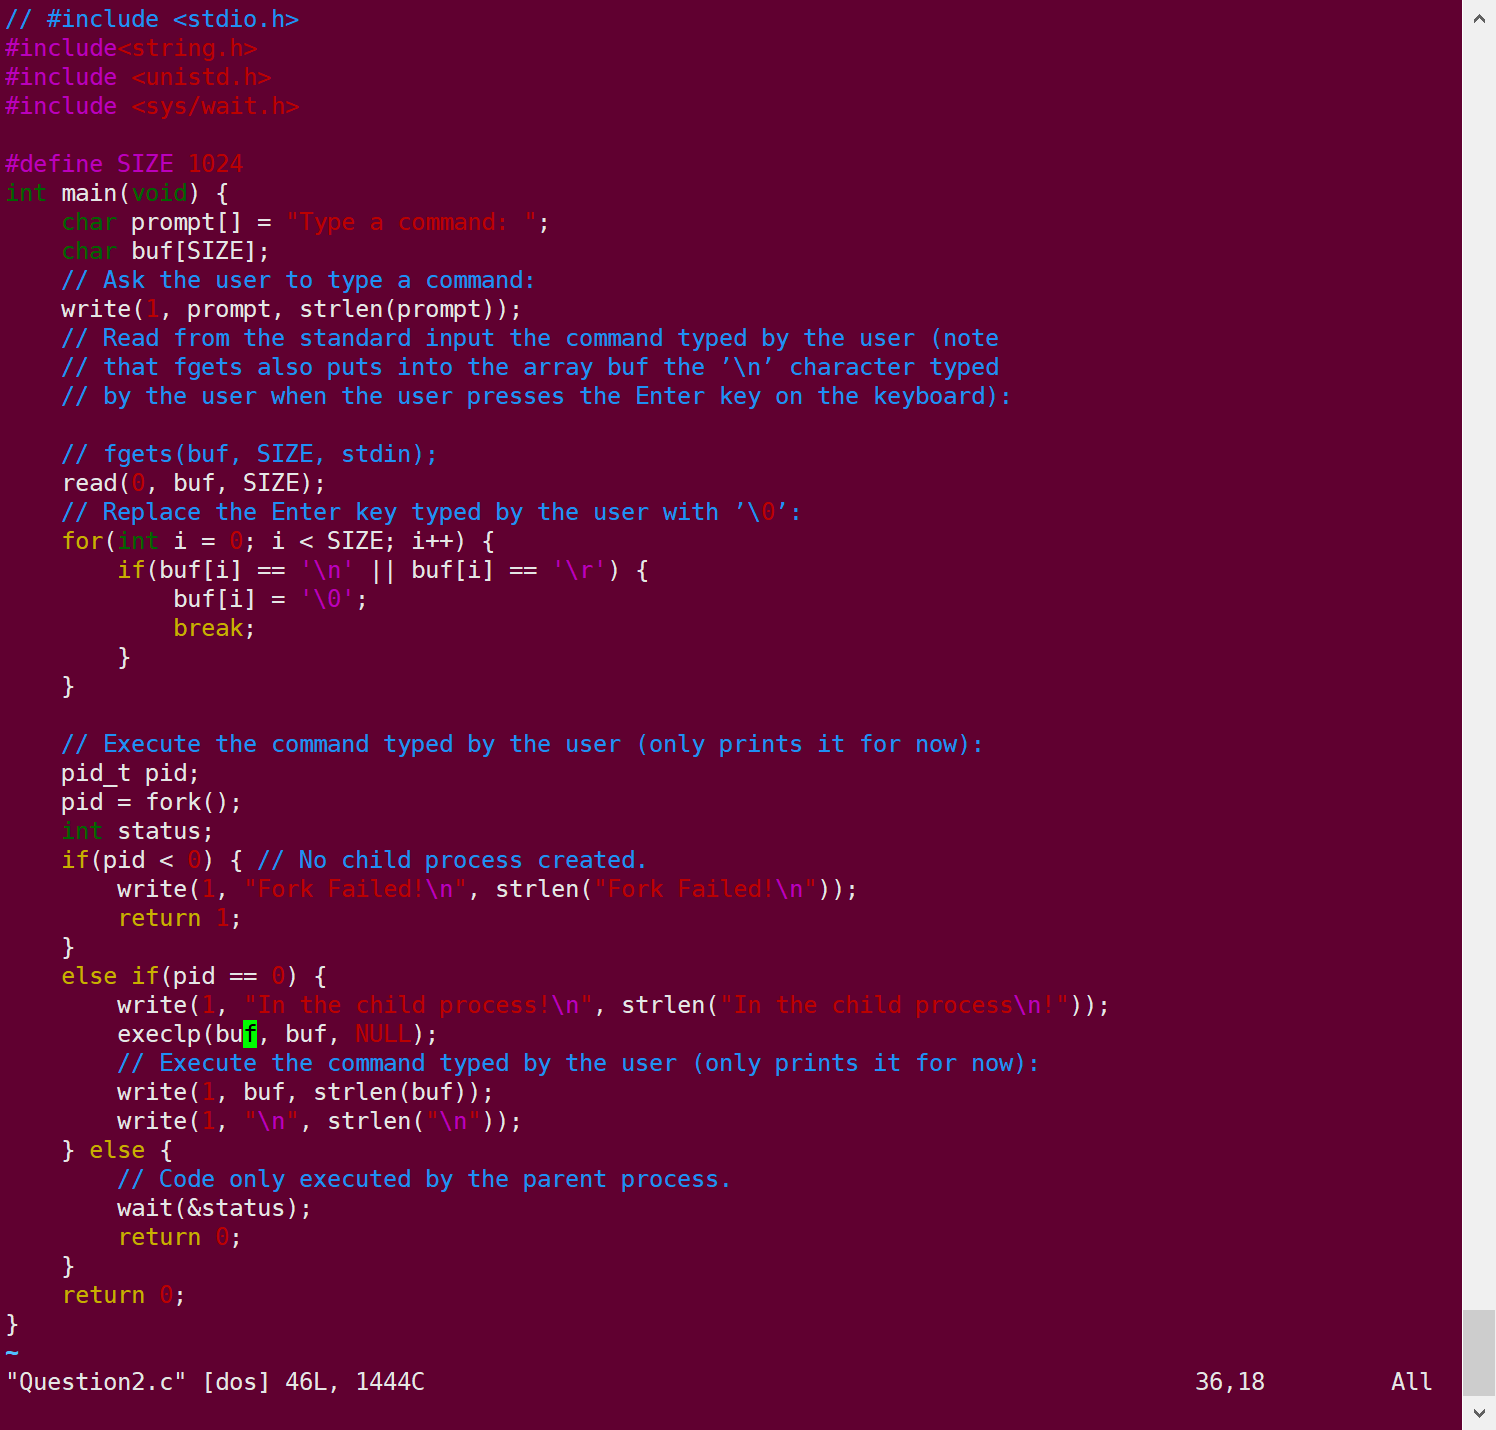 // #include <stdio.h>
#include<string.h>
#include <unistd.h>
#include <sys/wait.h>

#define SIZE 1024
int main(void) {
    char prompt[] = "Type a command: ";
    char buf[SIZE];
    // Ask the user to type a command:
    write(1, prompt, strlen(prompt));
    // Read from the standard input the command typed by the user (note
    // that fgets also puts into the array buf the ’\n’ character typed
    // by the user when the user presses the Enter key on the keyboard):

    // fgets(buf, SIZE, stdin);
    read(0, buf, SIZE);
    // Replace the Enter key typed by the user with ’\0’:
    for(int i = 0; i < SIZE; i++) {
        if(buf[i] == '\n' || buf[i] == '\r') {
            buf[i] = '\0';
            break;
        }
    }

    // Execute the command typed by the user (only prints it for now):
    pid_t pid;
    pid = fork();
    int status;
    if(pid < 0) { // No child process created.
        write(1, "Fork Failed!\n", strlen("Fork Failed!\n"));
        return 1;
    }
    else if(pid == 0) {
        write(1, "In the child process!\n", strlen("In the child process\n!"));
        execlp(buf, buf, NULL);
        // Execute the command typed by the user (only prints it for now):
        write(1, buf, strlen(buf));
        write(1, "\n", strlen("\n"));
    } else {
        // Code only executed by the parent process.
        wait(&status);
        return 0;
    }
    return 0;
}
~
"Question2.c" [dos] 46L, 1444C 36,18 All